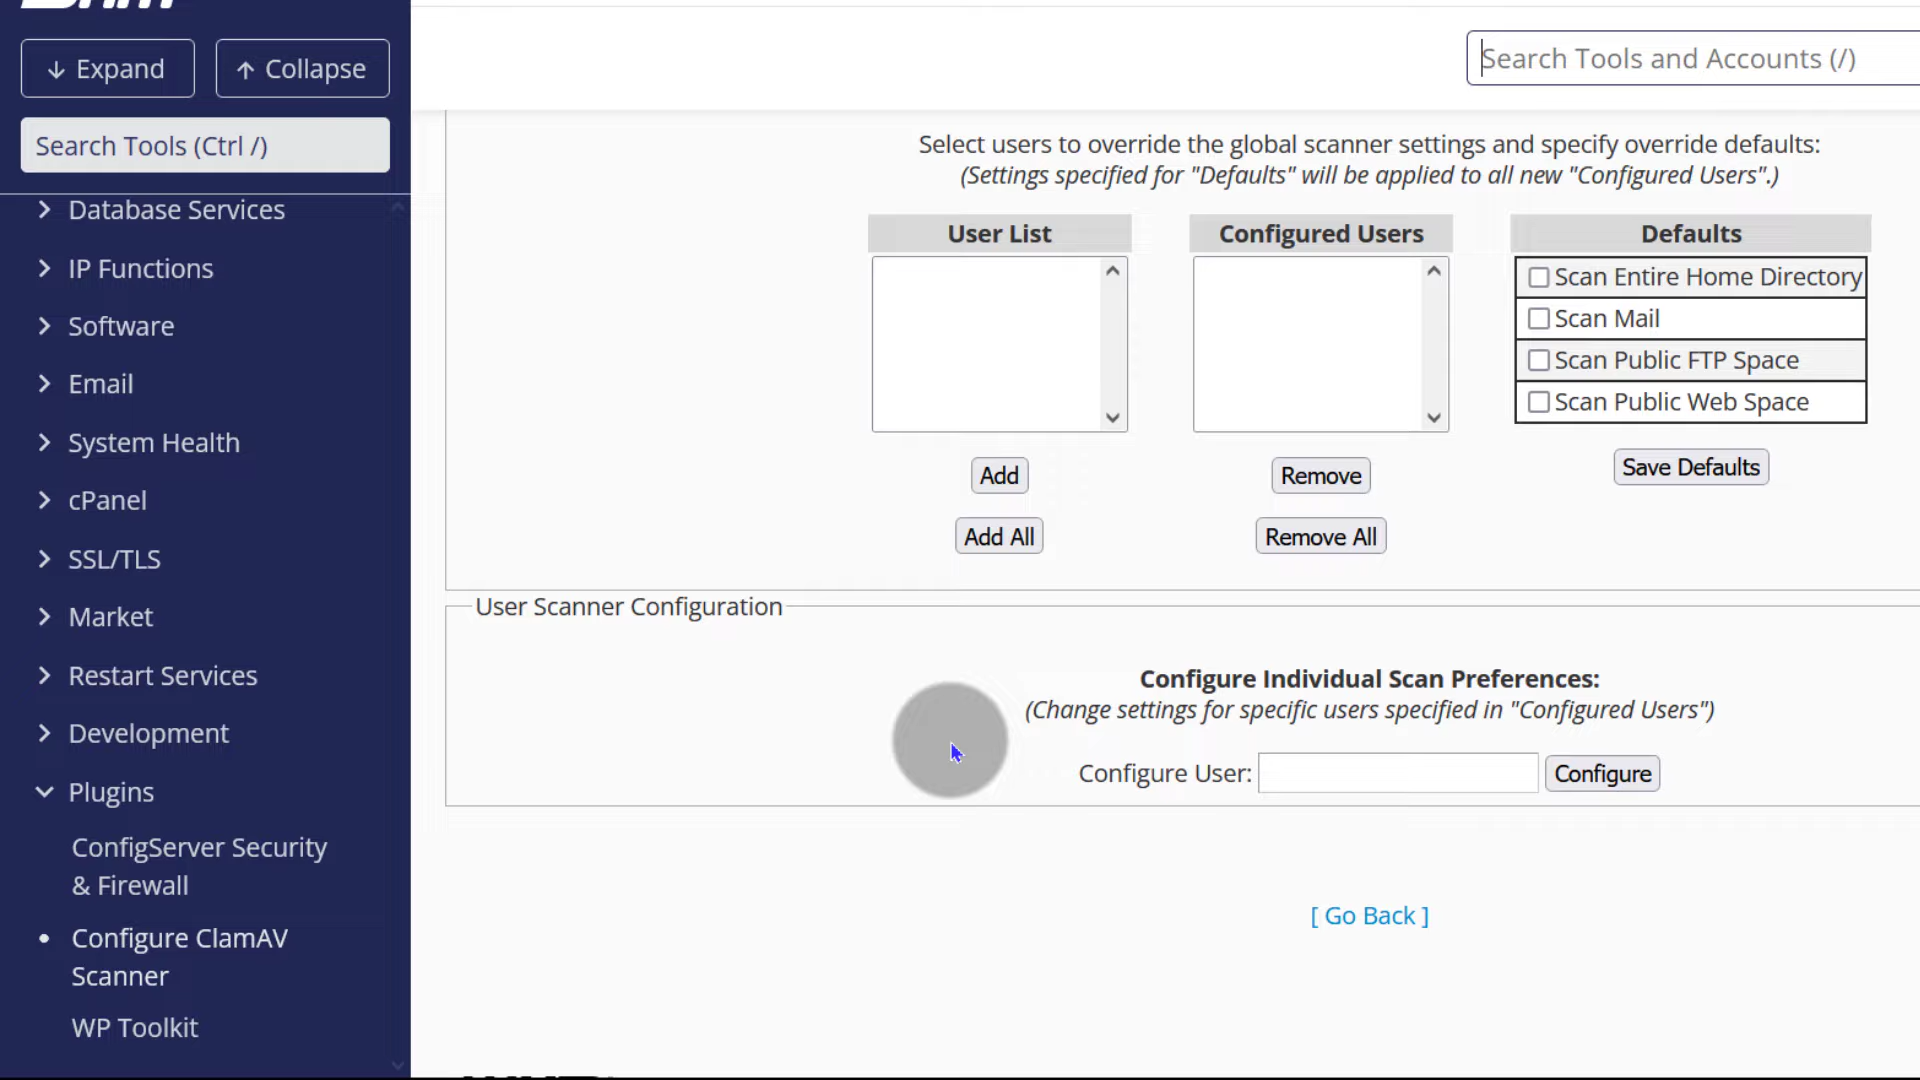 ↓ Expand
↑ Collapse
Search Tools (Ctrl /)
Database Services
IP Functions
Software
Email
System Health
cPanel
SSL/TLS
Market
Restart Services
Development
Plugins
ConfigServer Security
& Firewall
Configure ClamAV
Scanner
WP Toolkit
Search Tools and Accounts (/)
Select users to override the global scanner settings and specify override defaults:
(Settings specified for "Defaults" will be applied to all new "Configured Users".)
User List
Configured Users
Defaults
Scan Entire Home Directory
Scan Mail
Scan Public FTP Space
Scan Public Web Space
Add
Remove
Save Defaults
Add All
Remove All
User Scanner Configuration
Configure Individual Scan Preferences:
(Change settings for specific users specified in "Configured Users")
Configure User:
Configure
[ Go Back ]